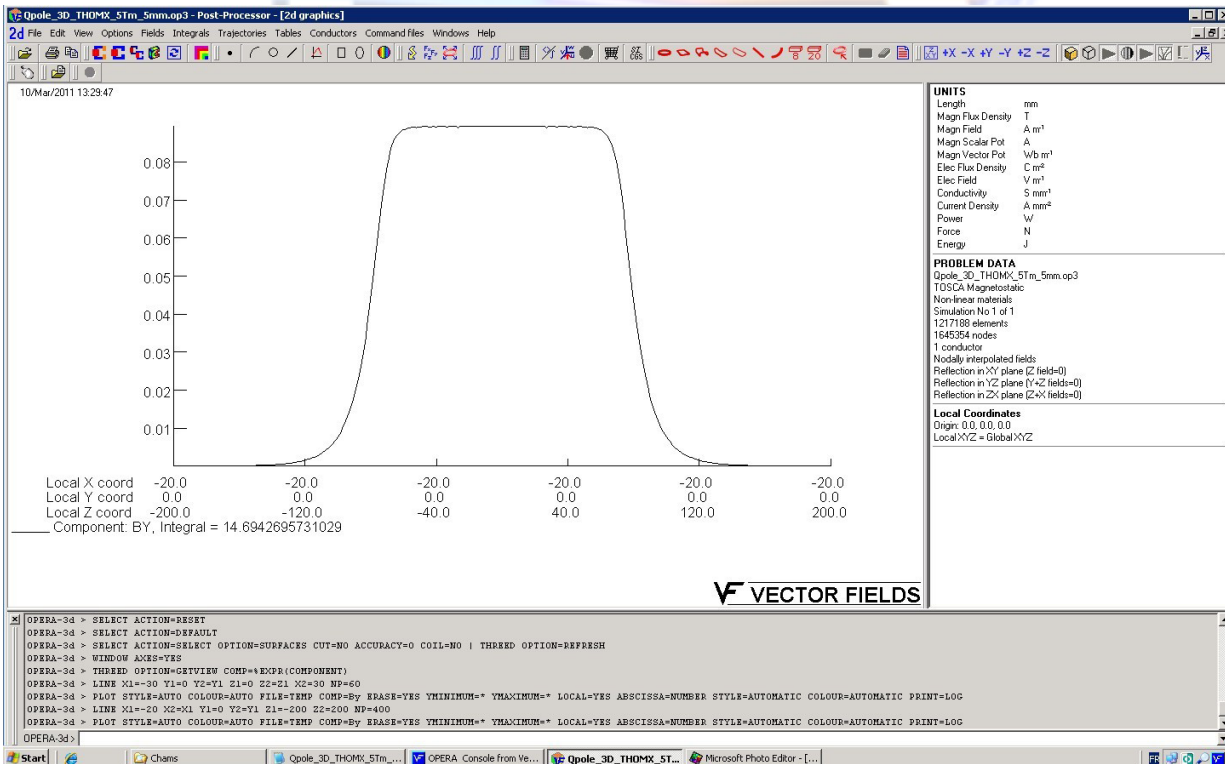 Qpole_3D_THOMX_5Tm_5mm.op3 - Post-Processor - [2d graphics]
2d File Edit View Options Fields Integrals Trajectories Tables Conductors Command files Windows Help
+X -X +Y -Y +Z -Z
10/Mar/2011 13:29:47
0.08
0.07
0.06
0.05
0.04
0.03
0.02
0.01
Local X coord -20.0 -20.0 -20.0 -20.0 -20.0 -20.0
Local Y coord 0.0 0.0 0.0 0.0 0.0 0.0
Local Z coord -200.0 -120.0 -40.0 40.0 120.0 200.0
Component: BY, Integral = 14.6942695731029
VF VECTOR FIELDS
UNITS
Length mm
Magn Flux Density T
Magn Field A m⁻¹
Magn Scalar Pot A
Magn Vector Pot Wb m⁻¹
Elec Flux Density C m⁻²
Elec Field V m⁻¹
Conductivity S mm⁻¹
Current Density A mm⁻²
Power W
Force N
Energy J
PROBLEM DATA
Qpole_3D_THOMX_5Tm_5mm.op3
TOSCA Magnetostatic
Non-linear materials
Simulation No 1 of 1
1217188 elements
1645354 nodes
1 conductor
Nodally interpolated fields
Reflection in XY plane (Z field=0)
Reflection in YZ plane (Y+Z fields=0)
Reflection in ZX plane (Z+X fields=0)
Local Coordinates
Origin: 0.0, 0.0, 0.0
Local XYZ = Global XYZ
OPERA-3d > SELECT ACTION=RESET
OPERA-3d > SELECT ACTION=DEFAULT
OPERA-3d > SELECT ACTION=SELECT OPTION=SURFACES CUT=NO ACCURACY=0 COIL=NO | THREED OPTION=REFRESH
OPERA-3d > WINDOW AXES=YES
OPERA-3d > THREED OPTION=GETVIEW COMP=%EXPR(COMPONENT)
OPERA-3d > LINE X1=-30 Y1=0 Y2=Y1 Z1=0 Z2=Z1 X2=30 NP=60
OPERA-3d > PLOT STYLE=AUTO COLOUR=AUTO FILE=TEMP COMP=By ERASE=YES YMINIMUM=* YMAXIMUM=* LOCAL=YES ABSCISSA=NUMBER STYLE=AUTOMATIC COLOUR=AUTOMATIC PRINT=LOG
OPERA-3d > LINE X1=-20 X2=X1 Y1=0 Y2=Y1 Z1=-200 Z2=200 NP=400
OPERA-3d > PLOT STYLE=AUTO COLOUR=AUTO FILE=TEMP COMP=By ERASE=YES YMINIMUM=* YMAXIMUM=* LOCAL=YES ABSCISSA=NUMBER STYLE=AUTOMATIC COLOUR=AUTOMATIC PRINT=LOG
OPERA-3d >
Start Chams Qpole_3D_THOMX_5Tm_... OPERA Console from Ve... Qpole_3D_THOMX_5T... Microsoft Photo Editor - [... FR